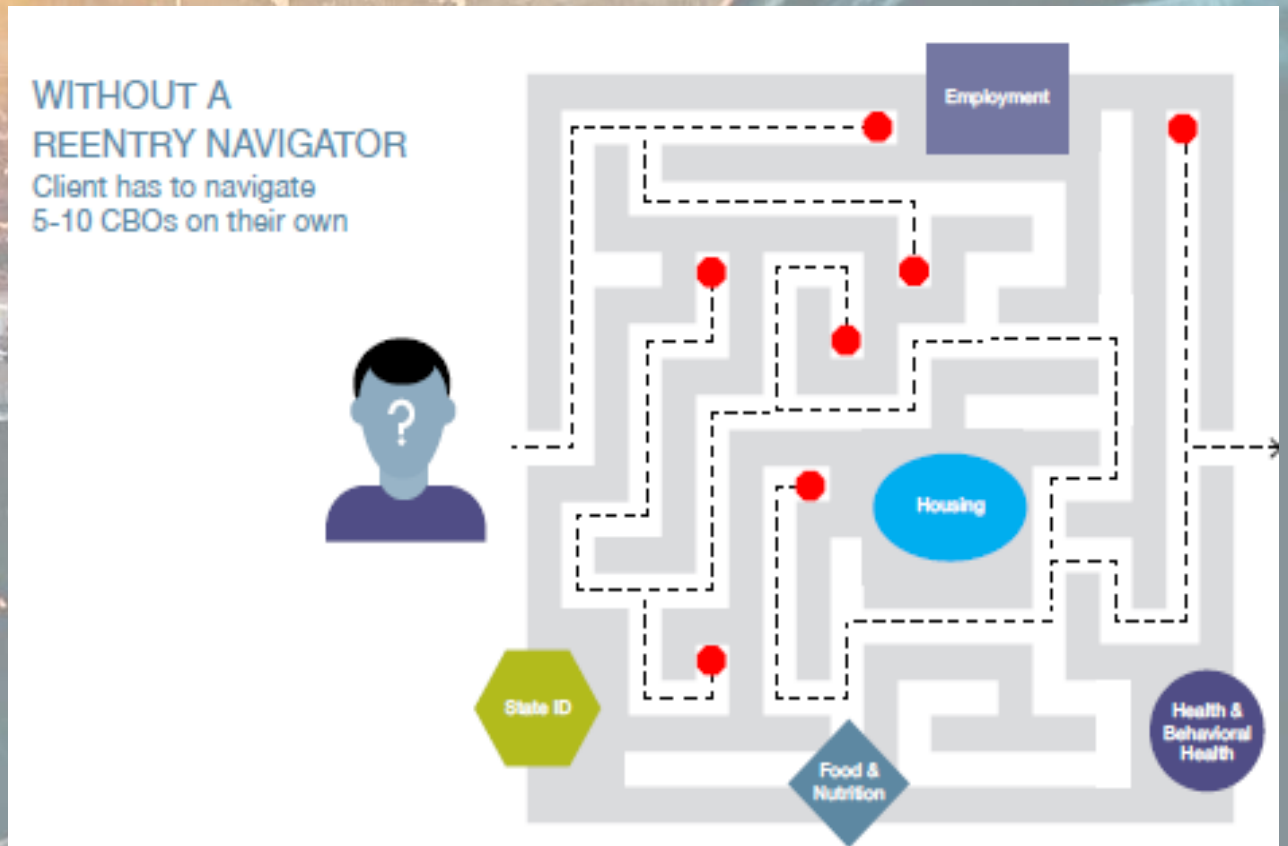 WITHOUT A
REENTRY NAVIGATOR
Client has to navigate
5-10 CBOs on their own
Employment
?
Housing
State ID
Food &
Nutrition
Health &
Behavioral
Health